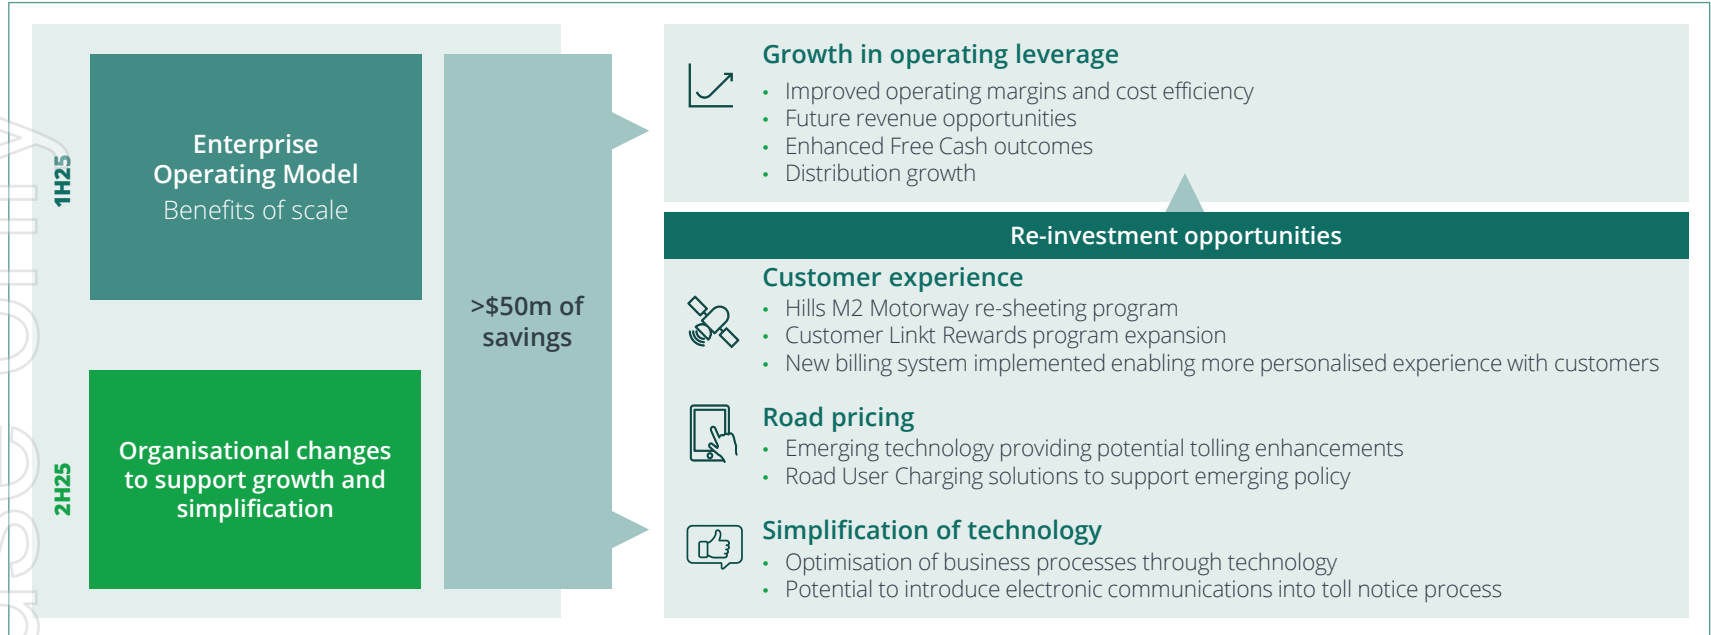 1H25
Enterprise
Operating Model
Benefits of scale
2H25
Organisational changes
to support growth and
simplification
>$50m of
savings
Growth in operating leverage
• Improved operating margins and cost efficiency
• Future revenue opportunities
• Enhanced Free Cash outcomes
• Distribution growth
Re-investment opportunities
Customer experience
• Hills M2 Motorway re-sheeting program
• Customer Linkt Rewards program expansion
• New billing system implemented enabling more personalised experience with customers
Road pricing
• Emerging technology providing potential tolling enhancements
• Road User Charging solutions to support emerging policy
Simplification of technology
• Optimisation of business processes through technology
• Potential to introduce electronic communications into toll notice process